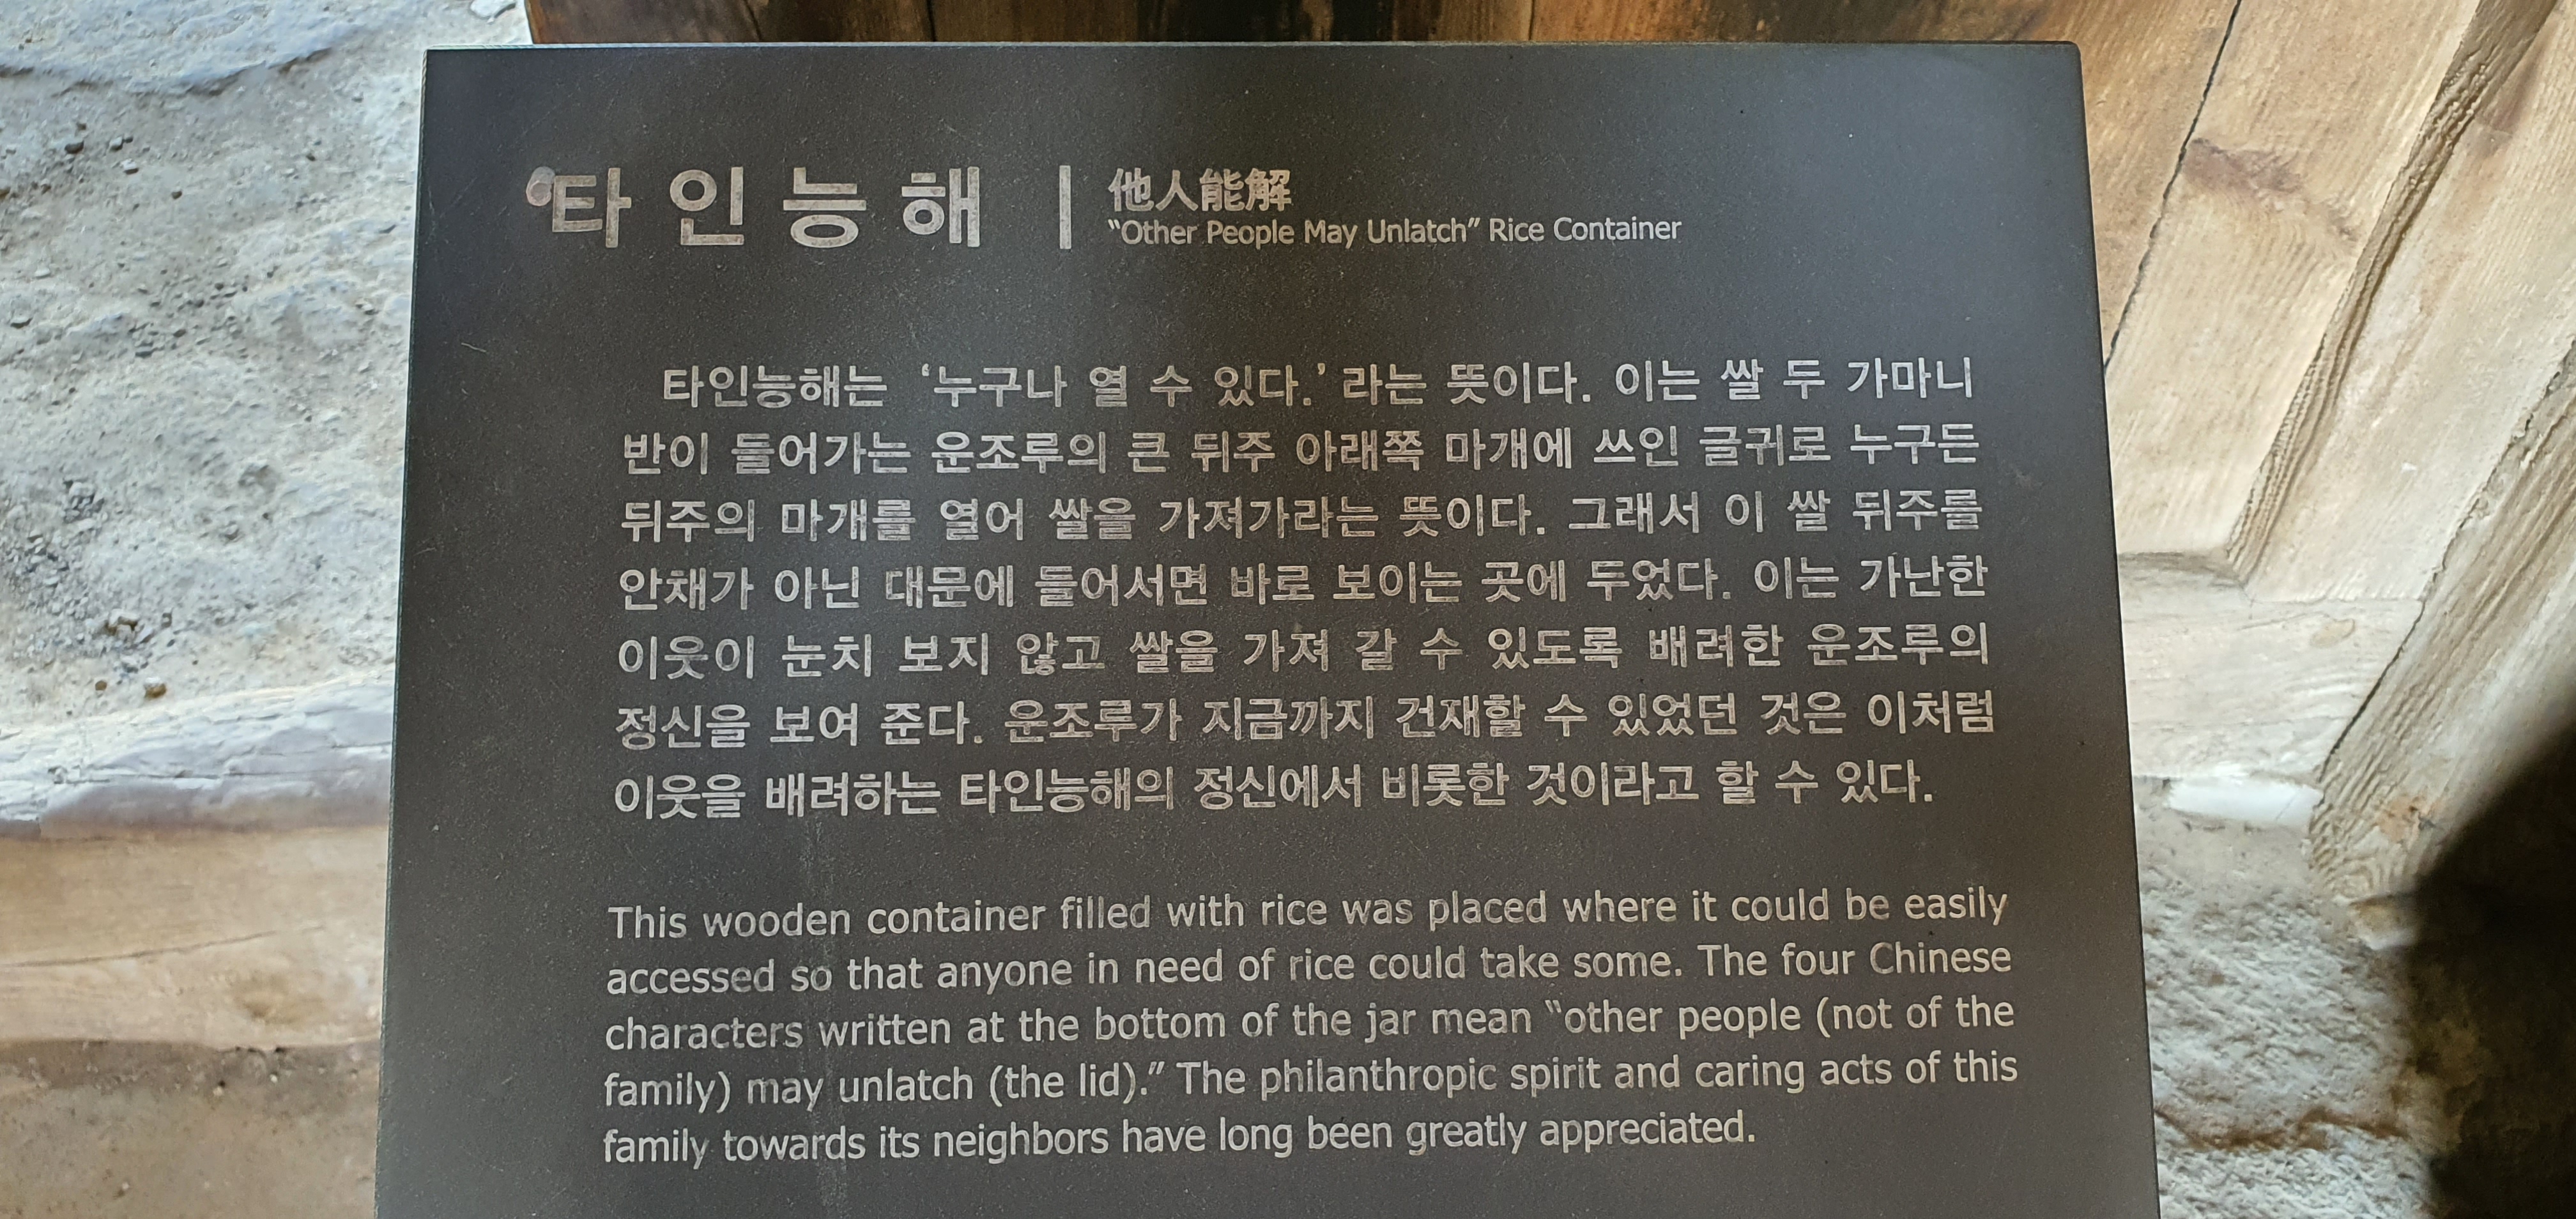 타인능해 | 他人能解
"Other People May Unlatch" Rice Container
타인능해는 '누구나 열 수 있다.' 라는 뜻이다. 이는 쌀 두 가마니
반이 들어가는 운조루의 큰 뒤주 아래쪽 마개에 쓰인 글귀로 누구든
뒤주의 마개를 열어 쌀을 가져가라는 뜻이다. 그래서 이 쌀 뒤주를
안채가 아닌 대문에 들어서면 바로 보이는 곳에 두었다. 이는 가난한
이웃이 눈치 보지 않고 쌀을 가져 갈 수 있도록 배려한 운조루의
정신을 보여 준다. 운조루가 지금까지 건재할 수 있었던 것은 이처럼
이웃을 배려하는 타인능해의 정신에서 비롯한 것이라고 할 수 있다.
This wooden container filled with rice was placed where it could be easily
accessed so that anyone in need of rice could take some. The four Chinese
characters written at the bottom of the jar mean "other people (not of the
family) may unlatch (the lid)." The philanthropic spirit and caring acts of this
family towards its neighbors have long been greatly appreciated.